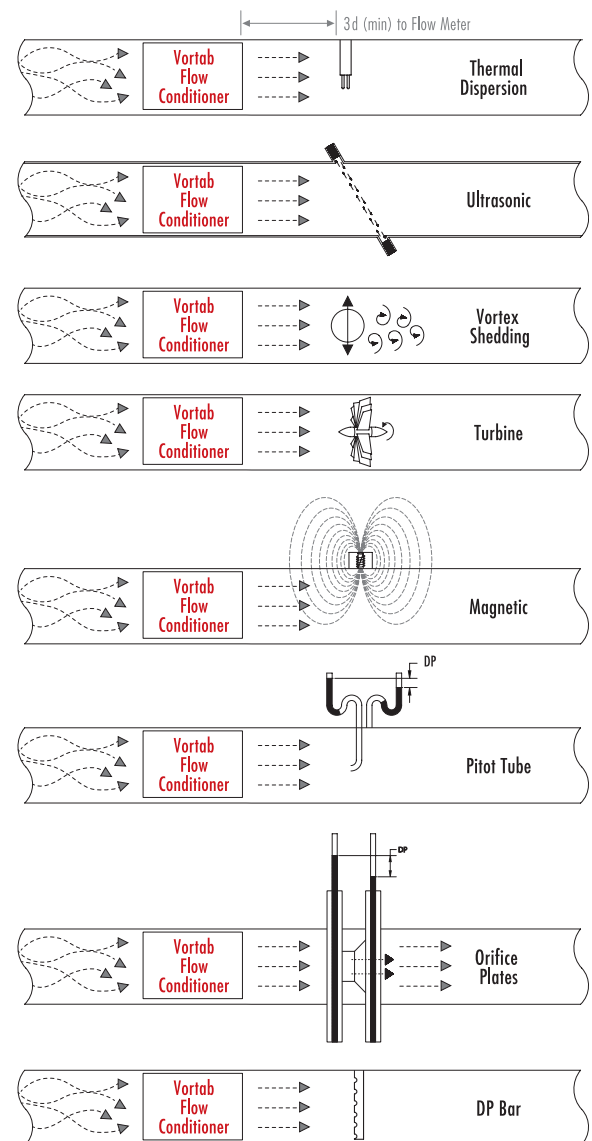 3d (min) to Flow Meter
Vortab
Flow
Conditioner
Thermal
Dispersion
Vortab
Flow
Conditioner
Ultrasonic
Vortab
Flow
Conditioner
Vortex
Shedding
Vortab
Flow
Conditioner
Turbine
Vortab
Flow
Conditioner
Magnetic
DP
Vortab
Flow
Conditioner
Pitot Tube
DP
Vortab
Flow
Conditioner
Orifice
Plates
Vortab
Flow
Conditioner
DP Bar